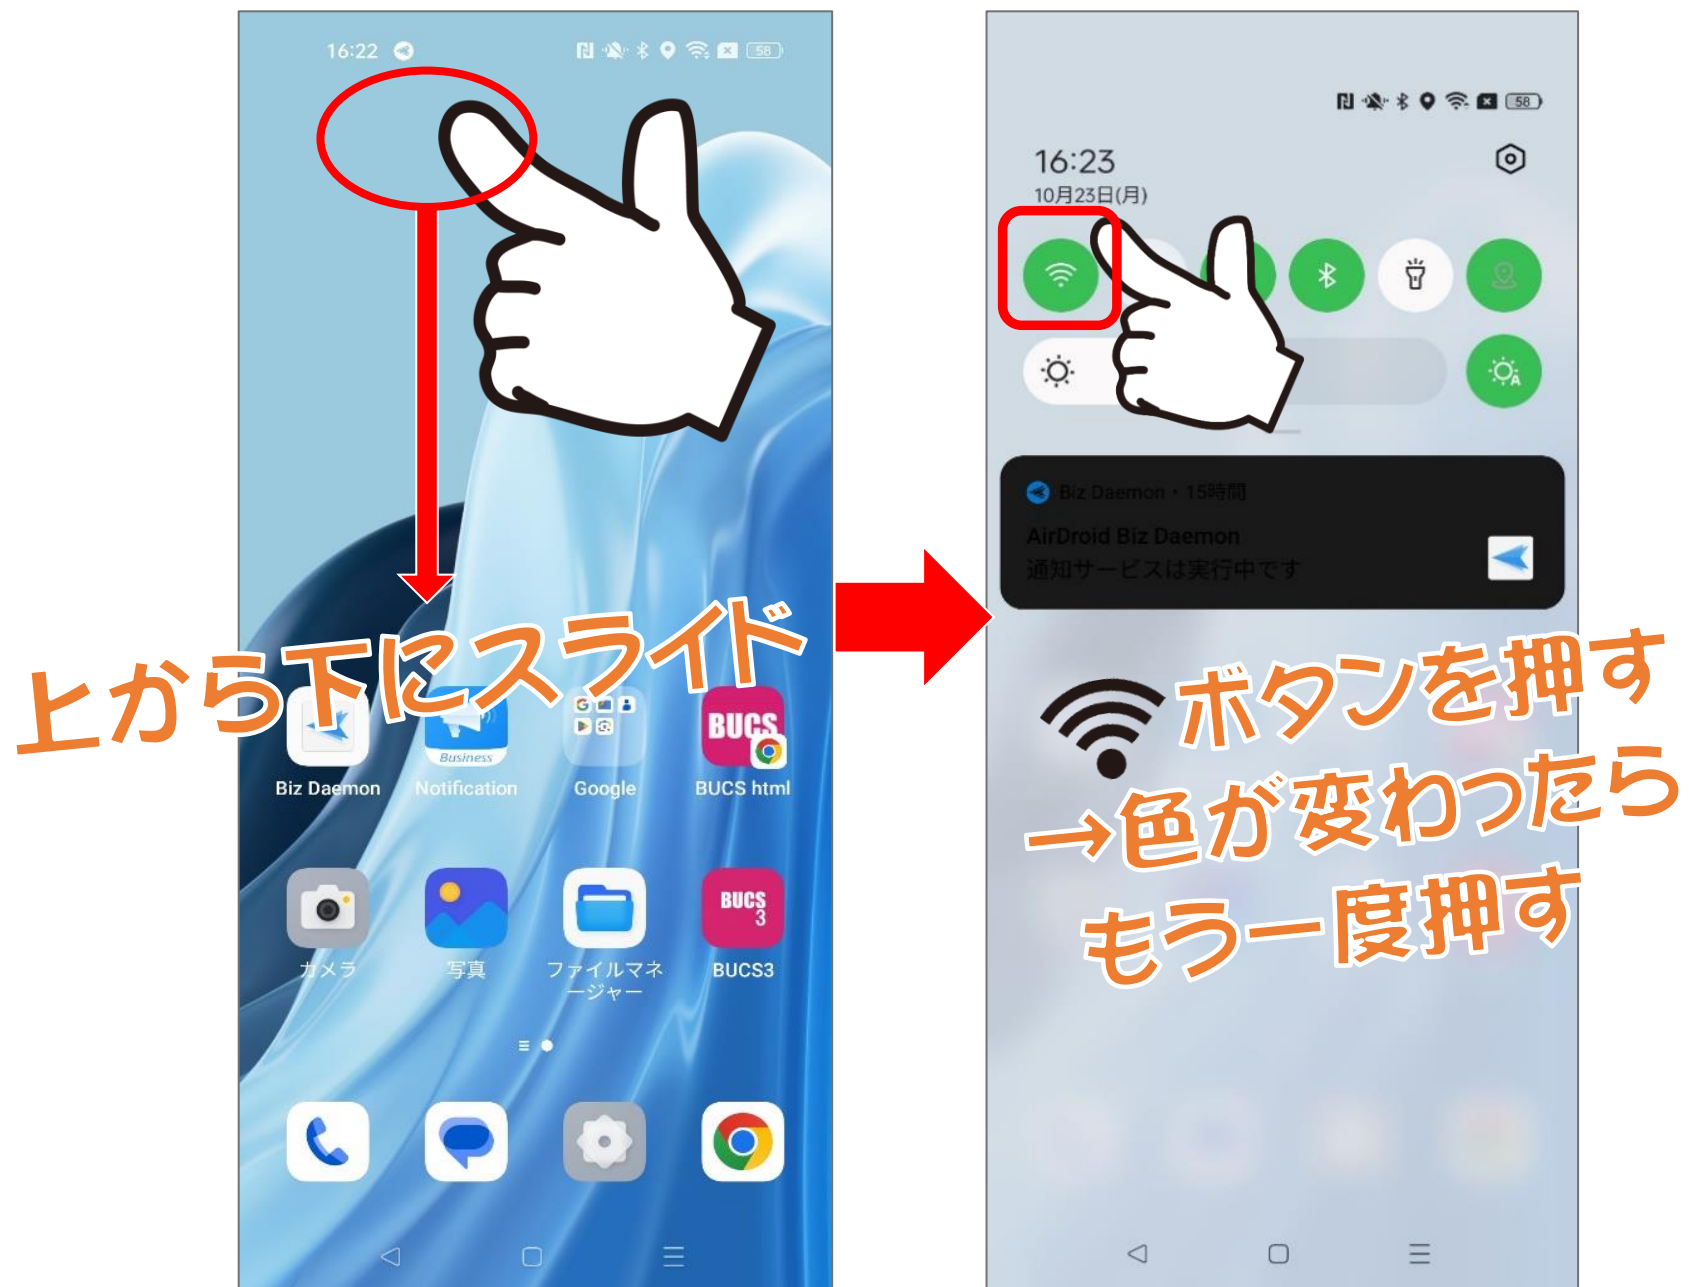 16:22
58
上から下にスライド
Business
BUCS
Biz Daemon
Notification
Google
BUCS html
BUCS
3
カメラ
写真
ファイルマネ
ージャー
BUCS3
58
16:23
10月23日(月)
A
Biz Daemon・15時間
AirDroid Biz Daemon
通知サービスは実行中です
ボタンを押す
→色が変わったら
もう一度押す